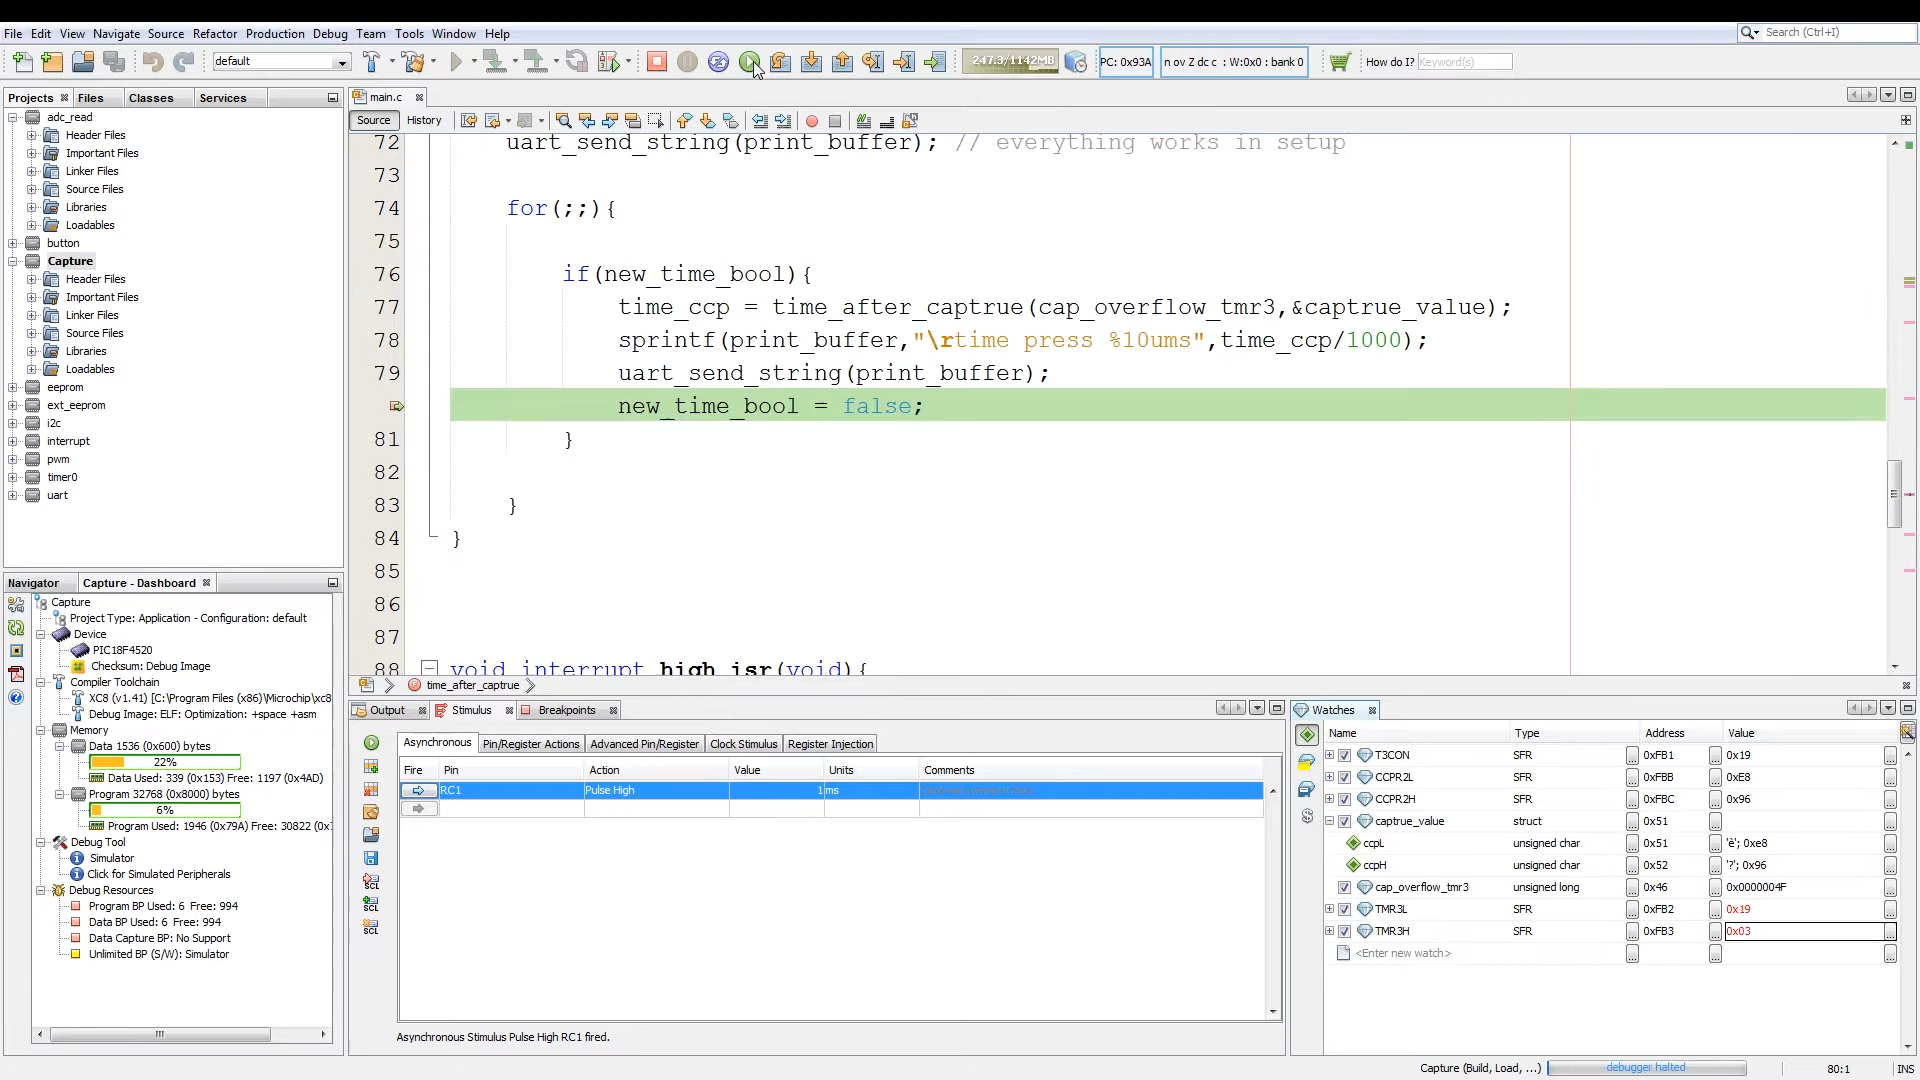 File Edit View Navigate Source Refactor Production Debug Team Tools Window Help
Search (Ctrl+I)
default
247.3/1142MB
PC: 0x93A
n ov Z dc c : W:0x0 : bank 0
How do I? Keyword(s)
Projects Files Classes Services
main.c
Source History
adc_read
Header Files
Important Files
Linker Files
Source Files
Libraries
Loadables
button
Capture
Header Files
Important Files
Linker Files
Source Files
Libraries
Loadables
eeprom
ext_eeprom
i2c
interrupt
pwm
timer0
uart
72 uart_send_string(print_buffer); // everything works in setup
73
74 for(;;){
75
76 if(new_time_bool){
77 time_ccp = time_after_captrue(cap_overflow_tmr3,&captrue_value);
78 sprintf(print_buffer,"\rtime press %10ums",time_ccp/1000);
79 uart_send_string(print_buffer);
new_time_bool = false;
81 }
82
83 }
84 }
85
86
87
88 void interrupt high_isr(void){
time_after_captrue
Navigator Capture - Dashboard
Capture
Project Type: Application - Configuration: default
Device
PIC18F4520
Checksum: Debug Image
Compiler Toolchain
XC8 (v1.41) [C:\Program Files (x86)\Microchip\xc8
Debug Image: ELF: Optimization: +space +asm
Memory
Data 1536 (0x600) bytes
22%
Data Used: 339 (0x153) Free: 1197 (0x4AD)
Program 32768 (0x8000) bytes
6%
Program Used: 1946 (0x79A) Free: 30822 (0x
Debug Tool
Simulator
Click for Simulated Peripherals
Debug Resources
Program BP Used: 6 Free: 994
Data BP Used: 6 Free: 994
Data Capture BP: No Support
Unlimited BP (S/W): Simulator
Output Stimulus Breakpoints
Asynchronous Pin/Register Actions Advanced Pin/Register Clock Stimulus Register Injection
Fire Pin Action Value Units Comments
RC1 Pulse High 1 ms
Asynchronous Stimulus Pulse High RC1 fired.
Watches
Name Type Address Value
T3CON SFR 0xFB1 0x19
CCPR2L SFR 0xFBB 0xE8
CCPR2H SFR 0xFBC 0x96
captrue_value struct 0x51
ccpL unsigned char 0x51 'è'; 0xe8
ccpH unsigned char 0x52 '?'; 0x96
cap_overflow_tmr3 unsigned long 0x46 0x0000004F
TMR3L SFR 0xFB2 0x19
TMR3H SFR 0xFB3 0x03
<Enter new watch>
Capture (Build, Load, ...) debugger halted 80:1 INS